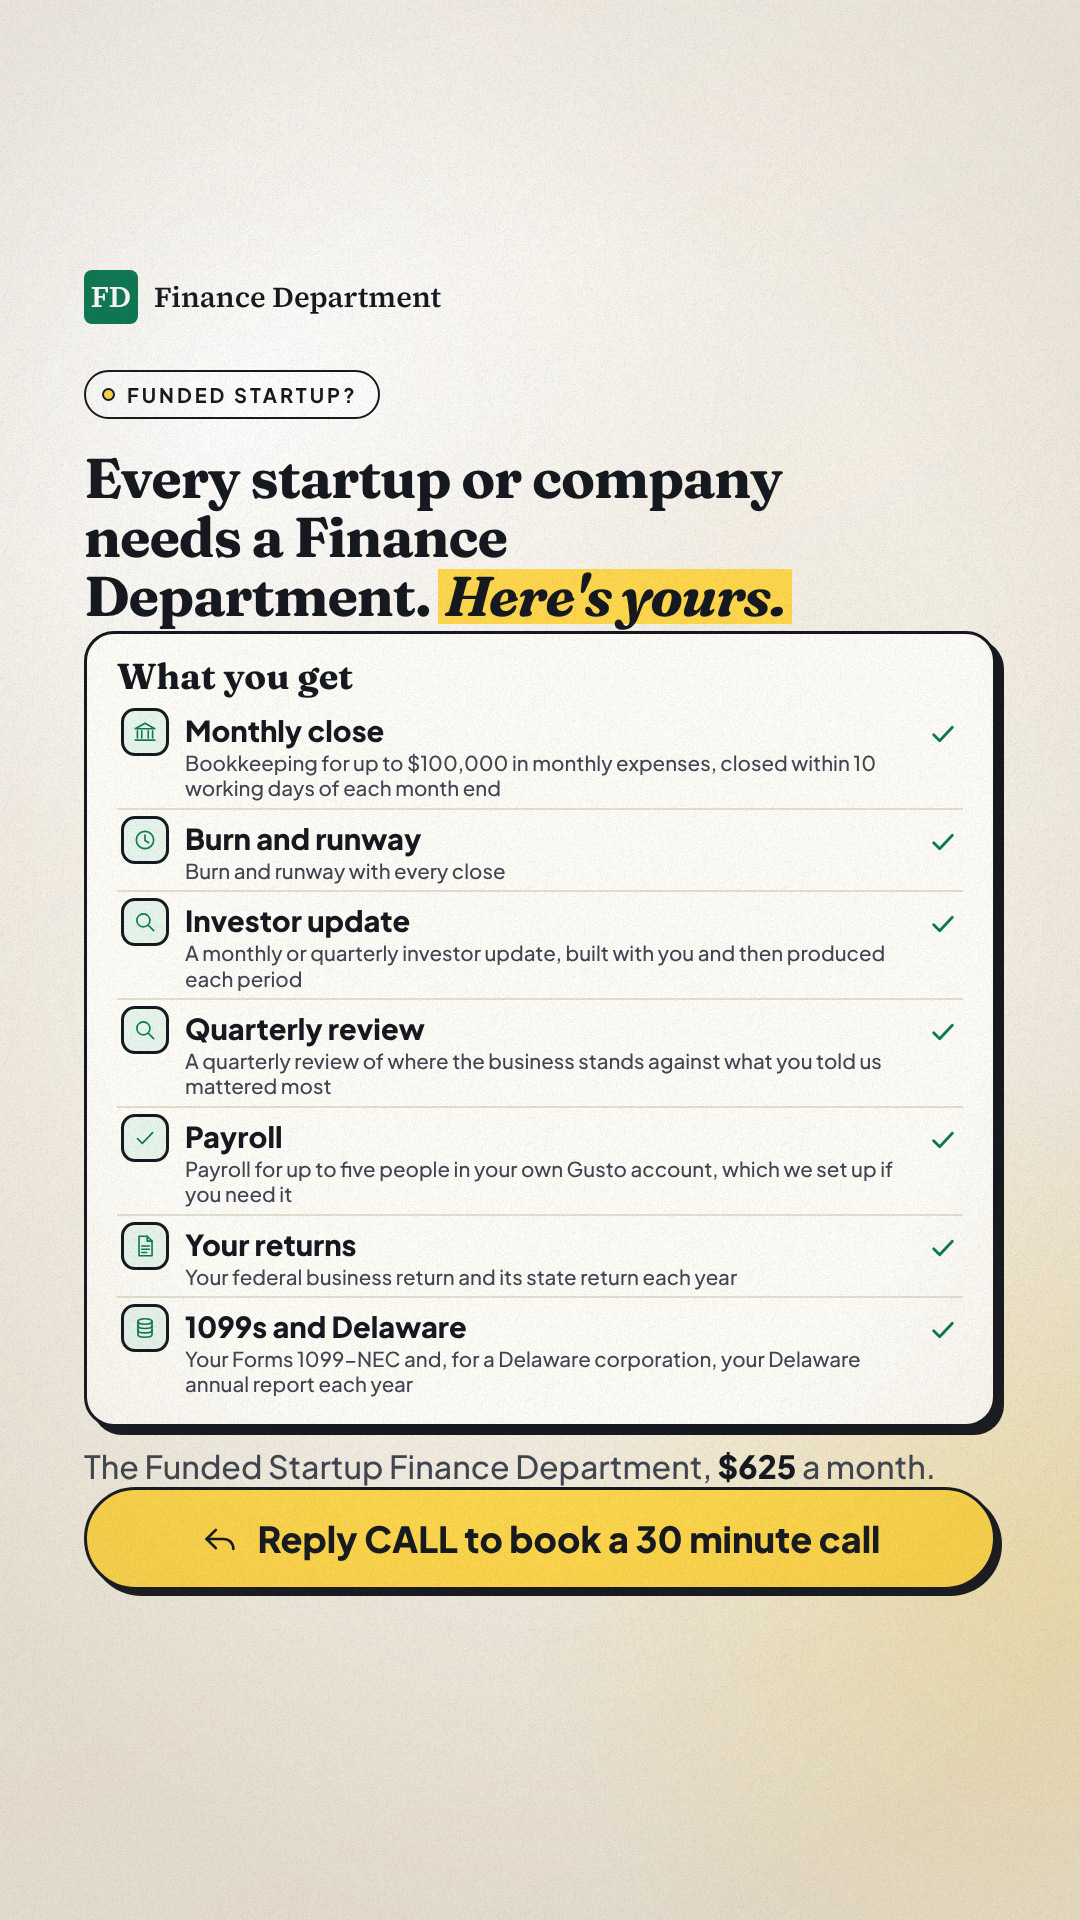 FD Finance Department
FUNDED STARTUP?
Every startup or company
needs a Finance
Department. Here's yours.
What you get
Monthly close
Bookkeeping for up to $100,000 in monthly expenses, closed within 10
working days of each month end
Burn and runway
Burn and runway with every close
Investor update
A monthly or quarterly investor update, built with you and then produced
each period
Quarterly review
A quarterly review of where the business stands against what you told us
mattered most
Payroll
Payroll for up to five people in your own Gusto account, which we set up if
you need it
Your returns
Your federal business return and its state return each year
1099s and Delaware
Your Forms 1099–NEC and, for a Delaware corporation, your Delaware
annual report each year
The Funded Startup Finance Department, $625 a month.
Reply CALL to book a 30 minute call